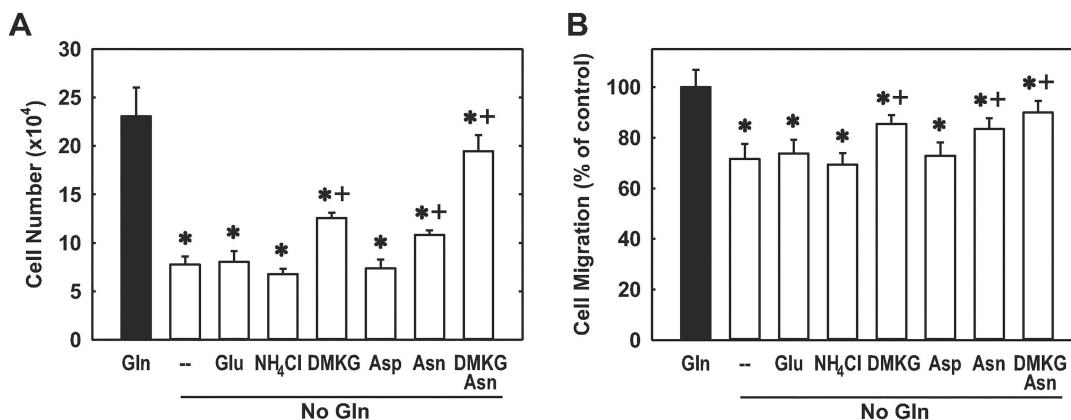 A
Cell Number (x10⁴)
30
25
20
15
10
5
0
*
*
*
*+
*
*+
*+
Gln -- Glu NH₄Cl DMKG Asp Asn DMKG
Asn
No Gln
B
Cell Migration (% of control)
100
80
60
40
20
0
*
*
*
*+
*
*+
*+
Gln -- Glu NH₄Cl DMKG Asp Asn DMKG
Asn
No Gln